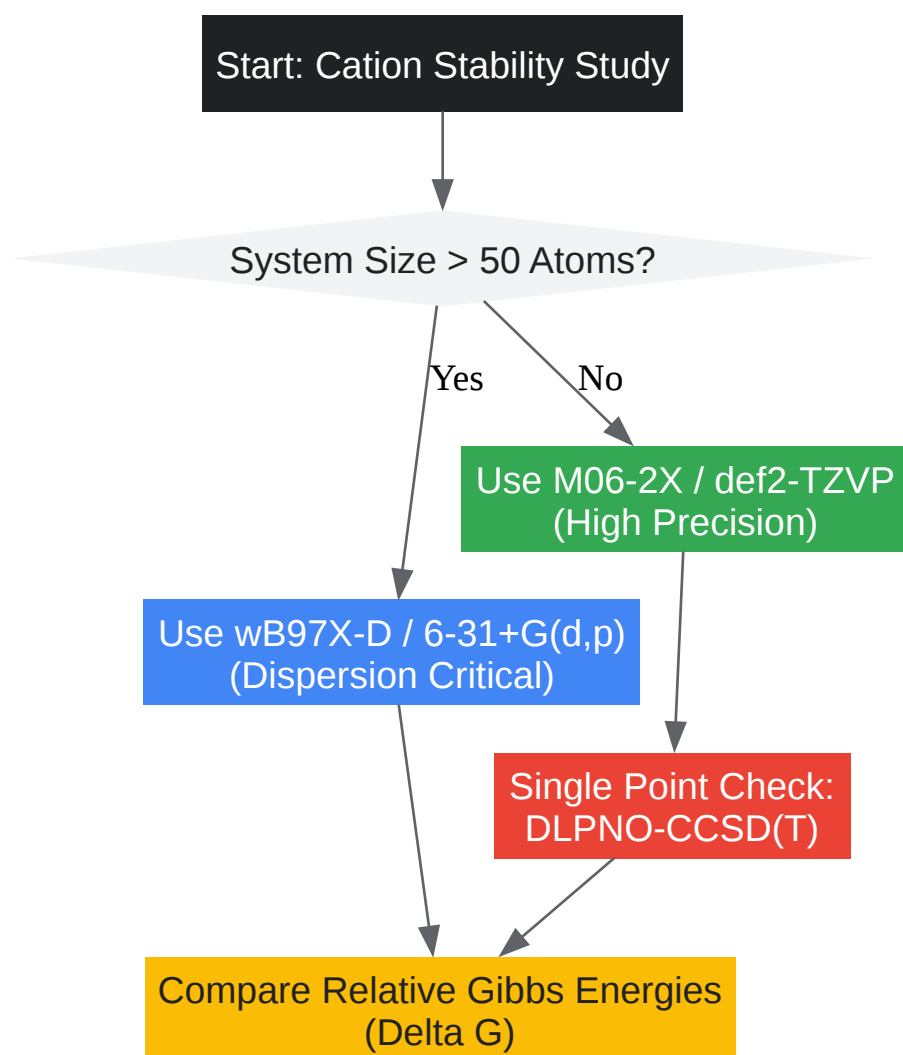 Start: Cation Stability Study
System Size > 50 Atoms?
Yes
No
Use M06-2X / def2-TZVP
(High Precision)
Use wB97X-D / 6-31+G(d,p)
(Dispersion Critical)
Single Point Check:
DLPNO-CCSD(T)
Compare Relative Gibbs Energies
(Delta G)